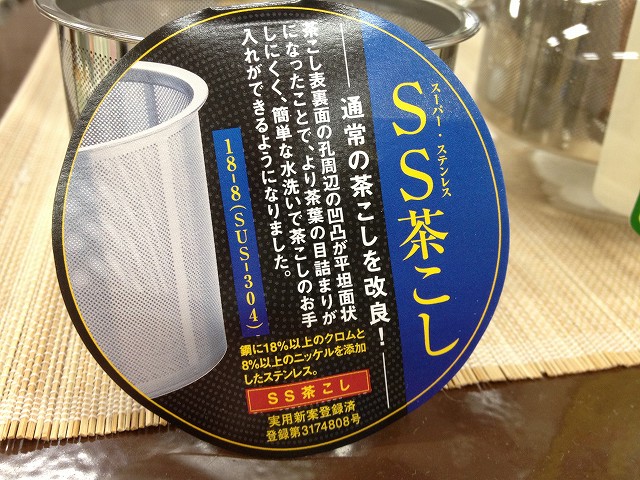 スーパー・ステンレス
SS茶こし
通常の茶こしを改良!
茶こし表裏面の孔周辺の凹凸が平坦面状
になったことで、より茶葉の目詰まりが
しにくく、簡単な水洗いで茶こしのお手
入れができるようになりました。
18-8(SUS-304)
鋼に18%以上のクロムと
8%以上のニッケルを添加
したステンレス。
SS茶こし
実用新案登録済
登録第3174808号